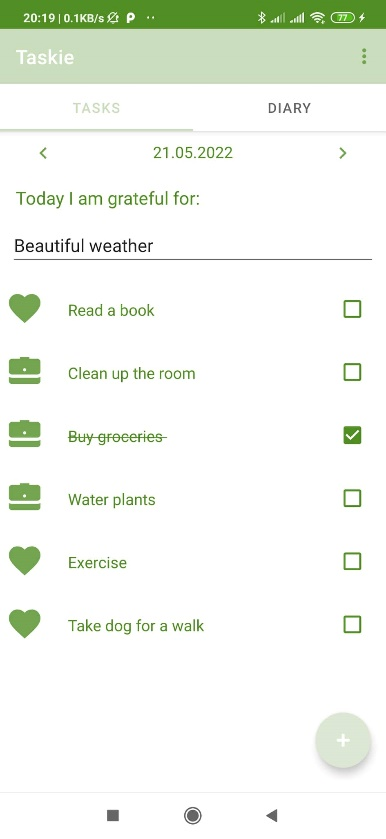 20:19 | 0.1KB/s 77
Taskie
TASKS DIARY
21.05.2022
Today I am grateful for:
Beautiful weather
Read a book
Clean up the room
Buy groceries
Water plants
Exercise
Take dog for a walk
+